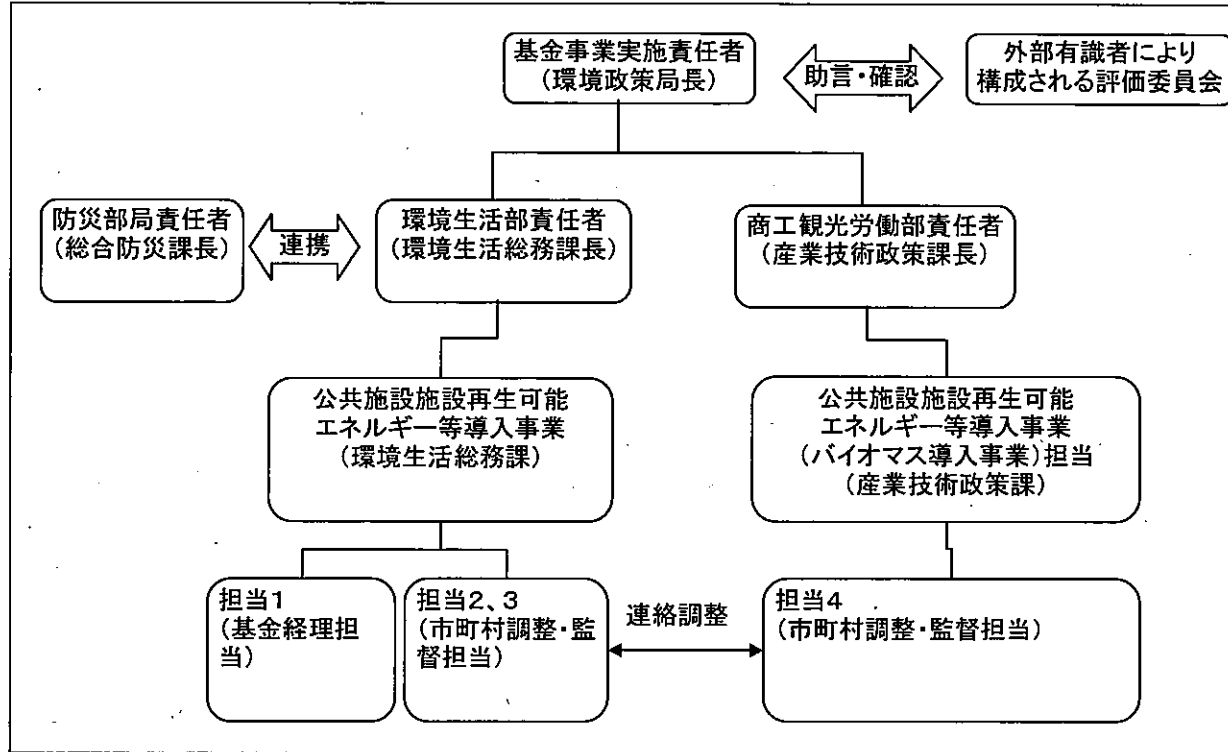 基金事業実施責任者
(環境政策局長)
助言・確認
外部有識者により
構成される評価委員会
防災部局責任者
(総合防災課長)
連携
環境生活部責任者
(環境生活総務課長)
商工観光労働部責任者
(産業技術政策課長)
公共施設施設再生可能
エネルギー等導入事業
(環境生活総務課)
公共施設施設再生可能
エネルギー等導入事業
(バイオマス導入事業)担当
(産業技術政策課)
担当1
(基金経理担
当)
担当2、3
(市町村調整・監
督担当)
連絡調整
担当4
(市町村調整・監督担当)